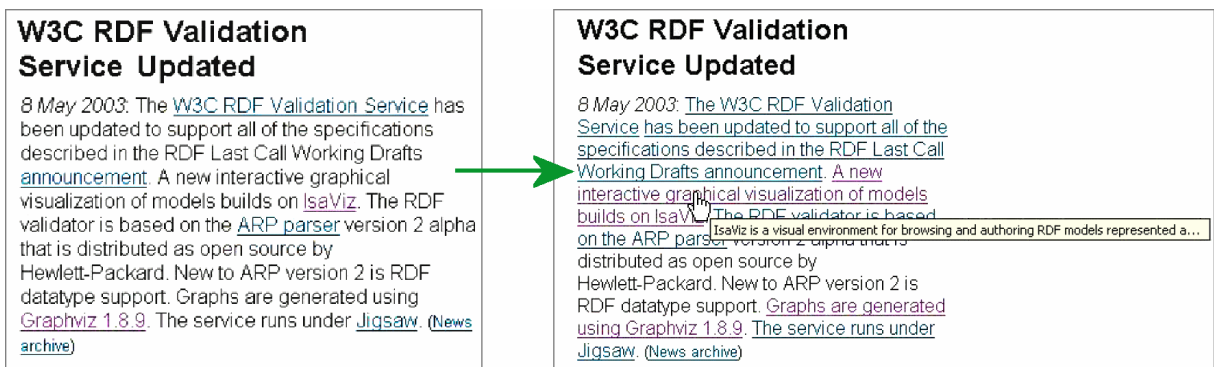 W3C RDF Validation
Service Updated
8 May 2003: The W3C RDF Validation Service has
been updated to support all of the specifications
described in the RDF Last Call Working Drafts
announcement. A new interactive graphical
visualization of models builds on IsaViz. The RDF
validator is based on the ARP parser version 2 alpha
that is distributed as open source by
Hewlett-Packard. New to ARP version 2 is RDF
datatype support. Graphs are generated using
Graphviz 1.8.9. The service runs under Jigsaw. (News
archive)
W3C RDF Validation
Service Updated
8 May 2003: The W3C RDF Validation
Service has been updated to support all of the
specifications described in the RDF Last Call
Working Drafts announcement. A new
interactive graphical visualization of models
builds on IsaViz. The RDF validator is based
IsaViz is a visual environment for browsing and authoring RDF models represented a...
on the ARP parser version 2 alpha that is
distributed as open source by
Hewlett-Packard. New to ARP version 2 is
RDF datatype support. Graphs are generated
using Graphviz 1.8.9. The service runs under
Jigsaw. (News archive)